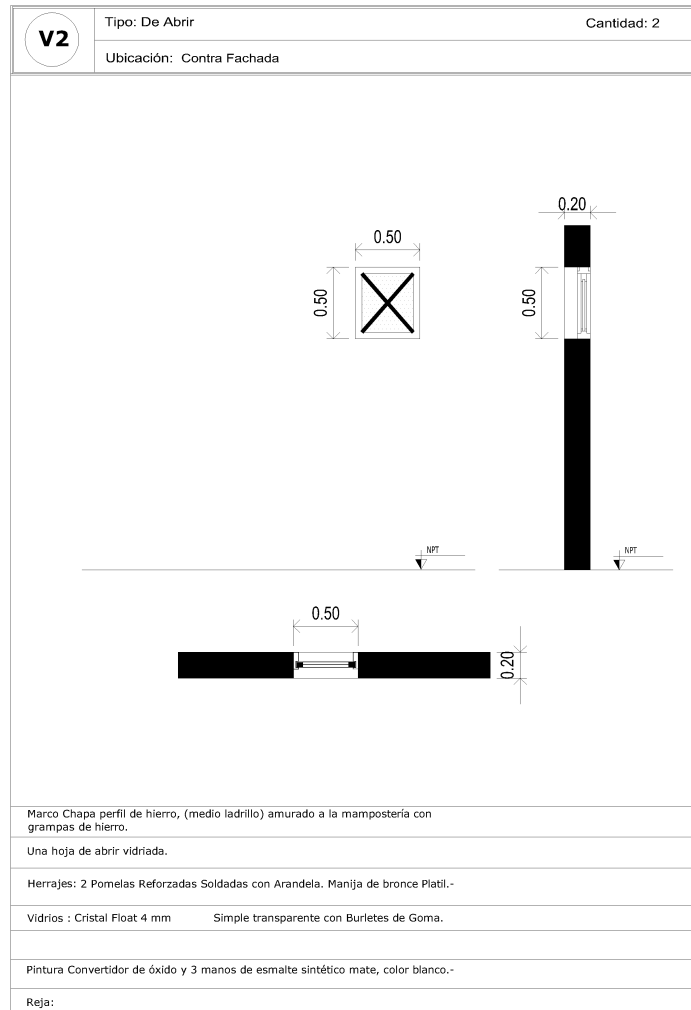 V2
Tipo: De Abrir
Cantidad: 2
Ubicación: Contra Fachada
0.20
0.50
0.50
0.50
NPT
NPT
0.50
0.20
Marco Chapa perfil de hierro, (medio ladrillo) amurado a la mampostería con
grampas de hierro.
Una hoja de abrir vidriada.
Herrajes: 2 Pomelas Reforzadas Soldadas con Arandela. Manija de bronce Platil.-
Vidrios : Cristal Float 4 mm Simple transparente con Burletes de Goma.
Pintura Convertidor de óxido y 3 manos de esmalte sintético mate, color blanco.-
Reja: